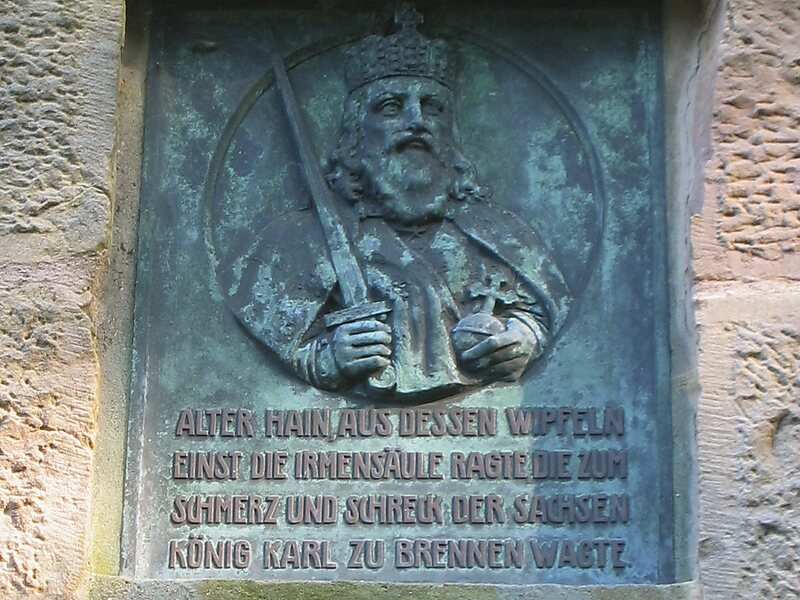 ALTER HAIN, AUS DESSEN WIPFELN
EINST DIE IRMENSÄULE RAGTE DIE ZUM
SCHMERZ UND SCHRECK DER SACHSEN
KÖNIG KARL ZU BRENNEN WAGTE.